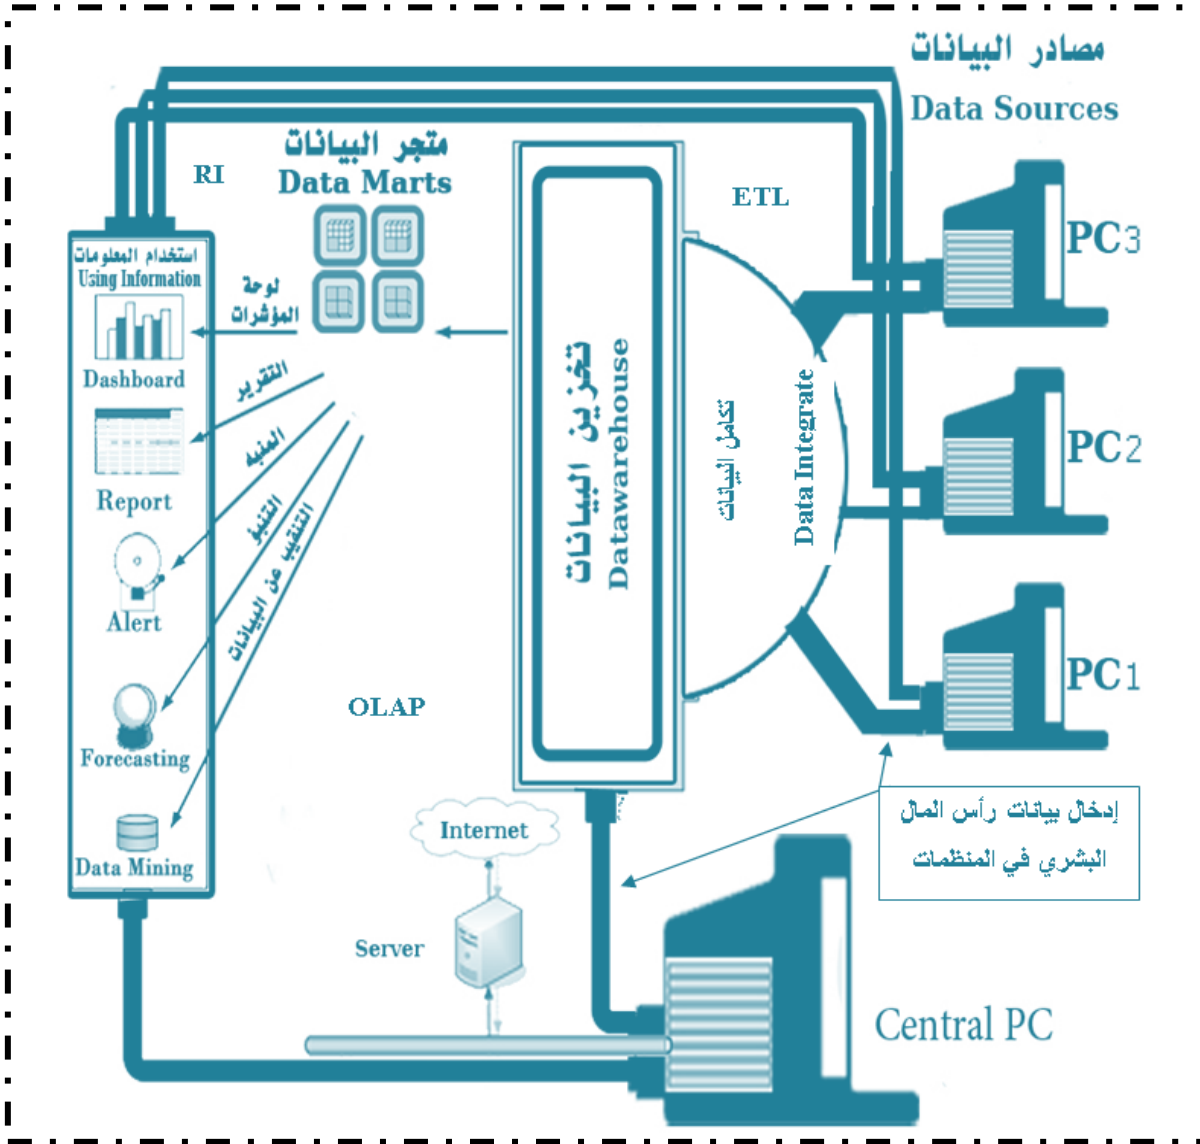 مصادر البيانات
Data Sources
متجر البيانات
Data Marts
RI
ETL
PC3
استخدام المعلومات
Using Information
لوحة
المؤشرات
Dashboard
التقرير
Report
المنبه
Alert
التنبؤ
Forecasting
التنقيب عن البيانات
Data Mining
تخزين البيانات
Datawarehouse
تكامل البيانات
Data Integrate
PC2
PC1
OLAP
إدخال بيانات رأس المال
البشري في المنظمات
Internet
Server
Central PC